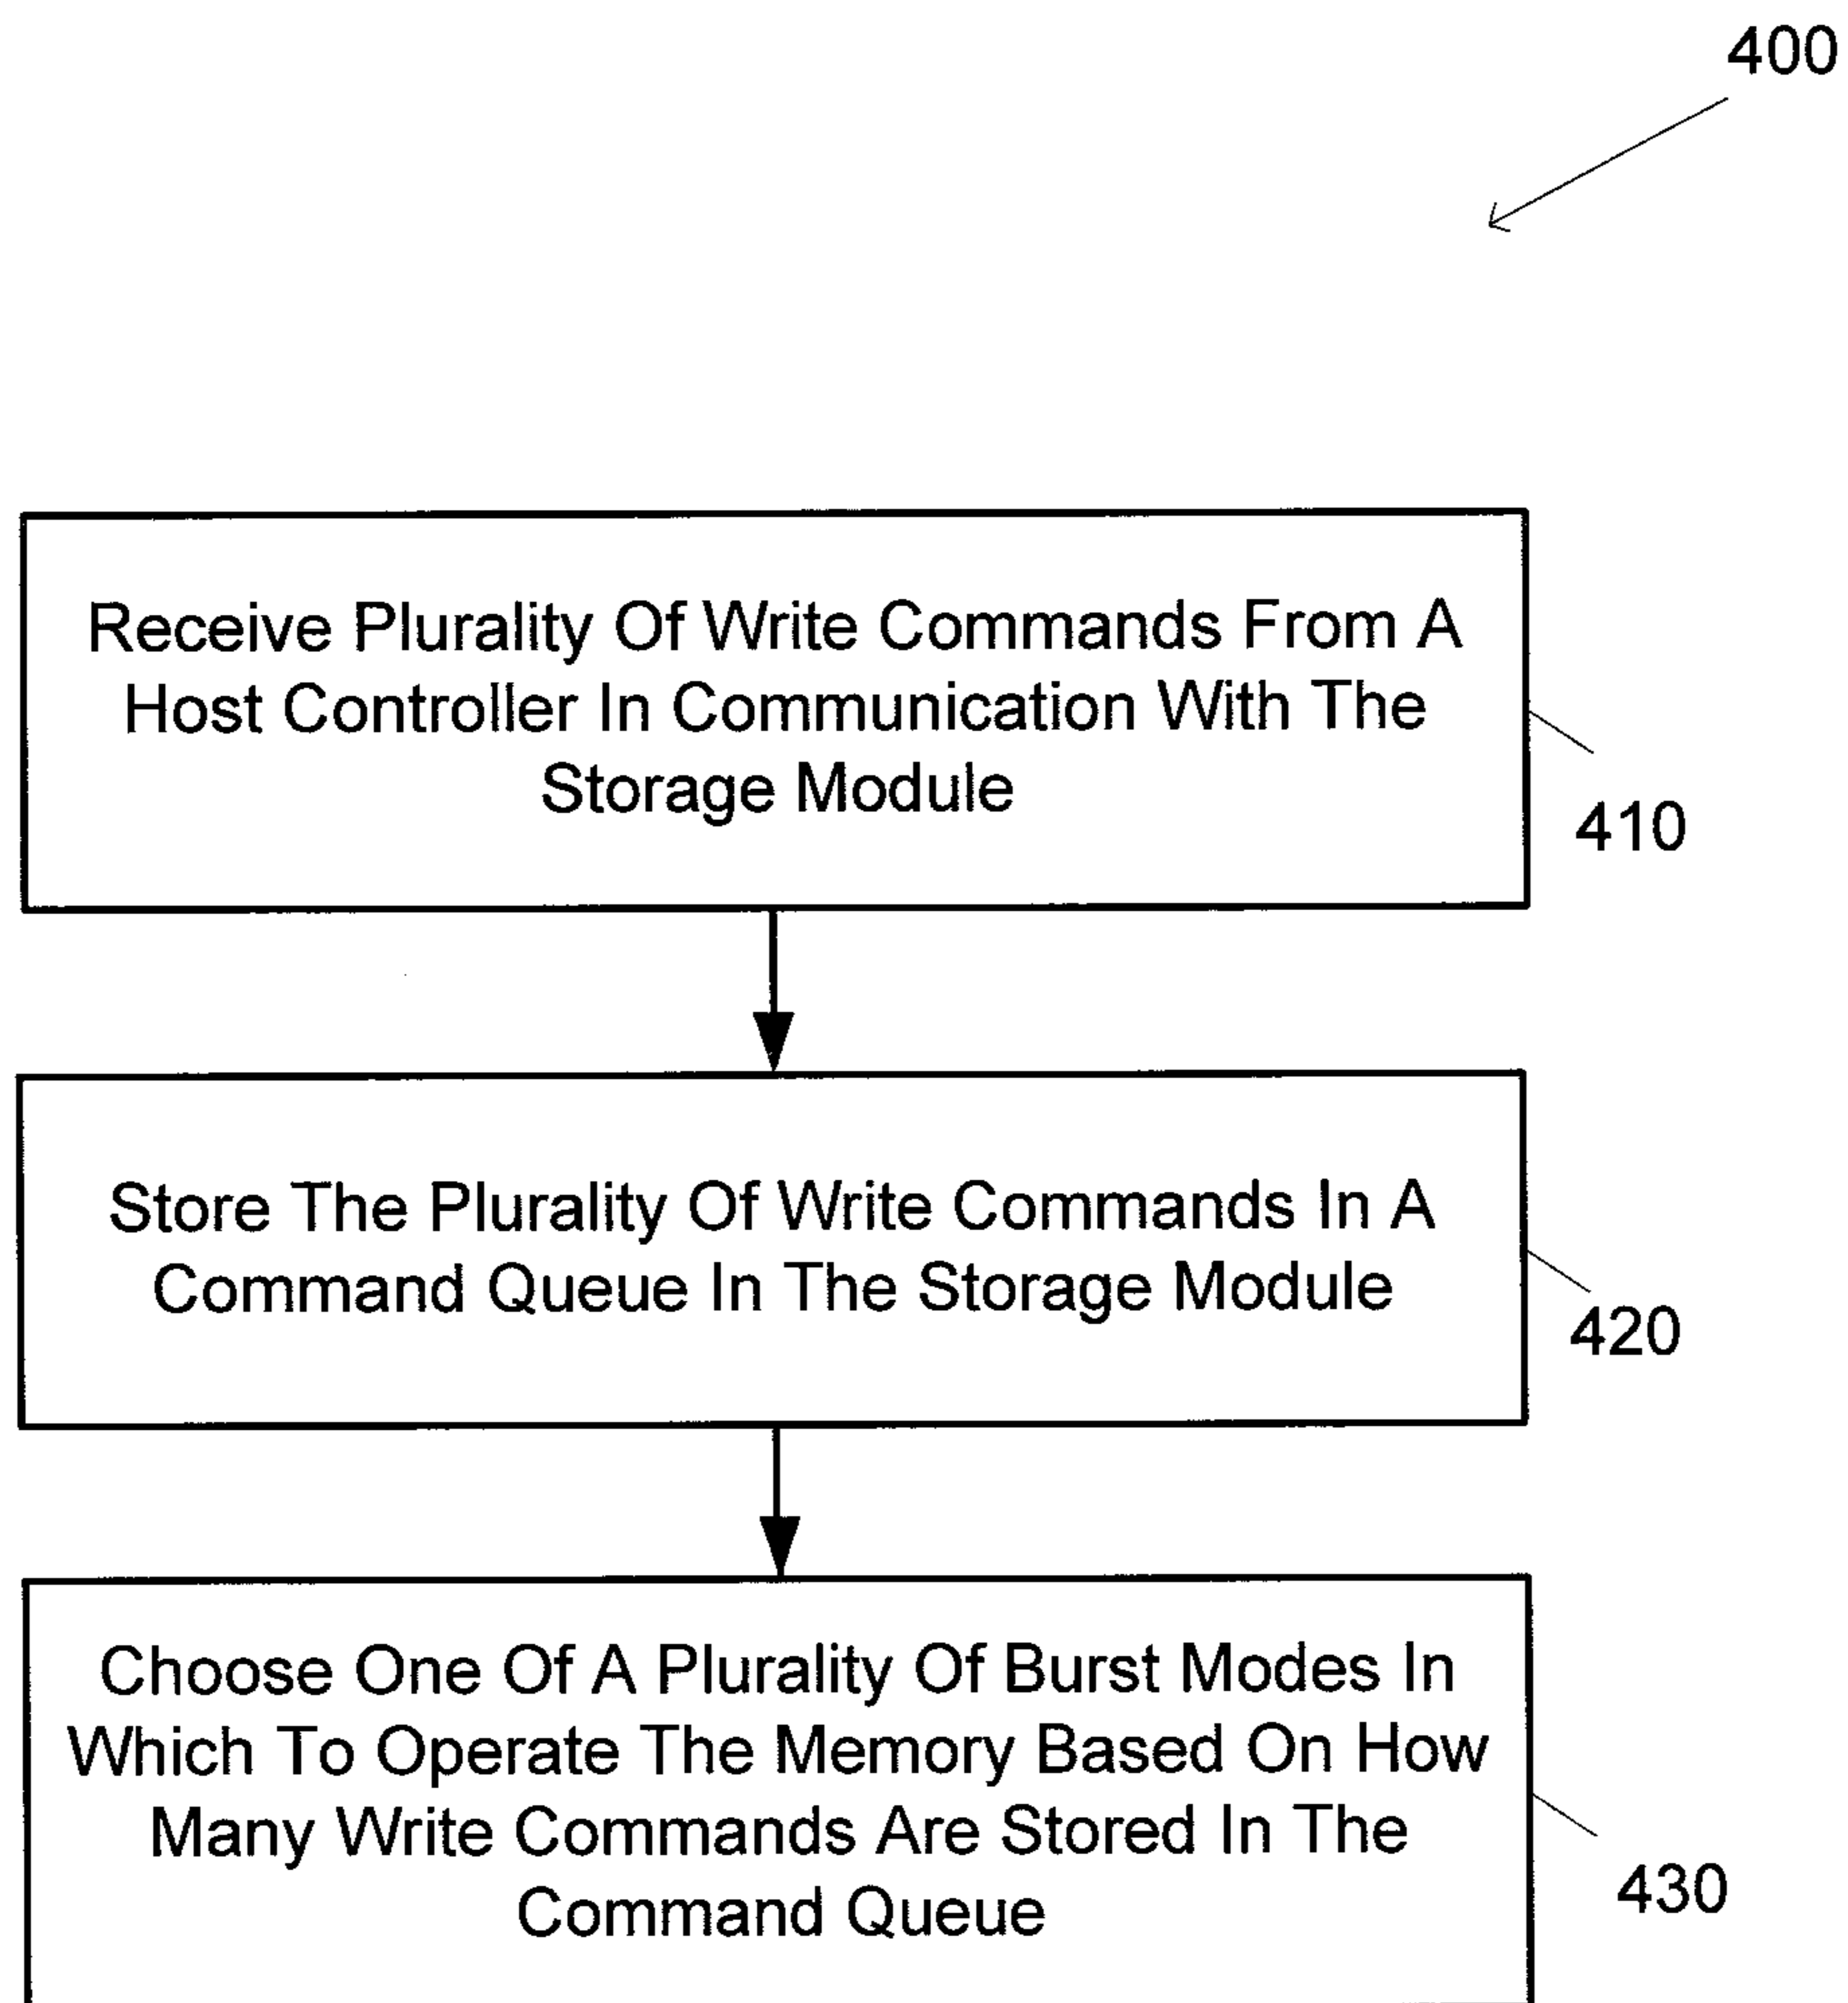 400
Receive Plurality Of Write Commands From A
Host Controller In Communication With The
Storage Module
410
Store The Plurality Of Write Commands In A
Command Queue In The Storage Module
420
Choose One Of A Plurality Of Burst Modes In
Which To Operate The Memory Based On How
Many Write Commands Are Stored In The
Command Queue
430